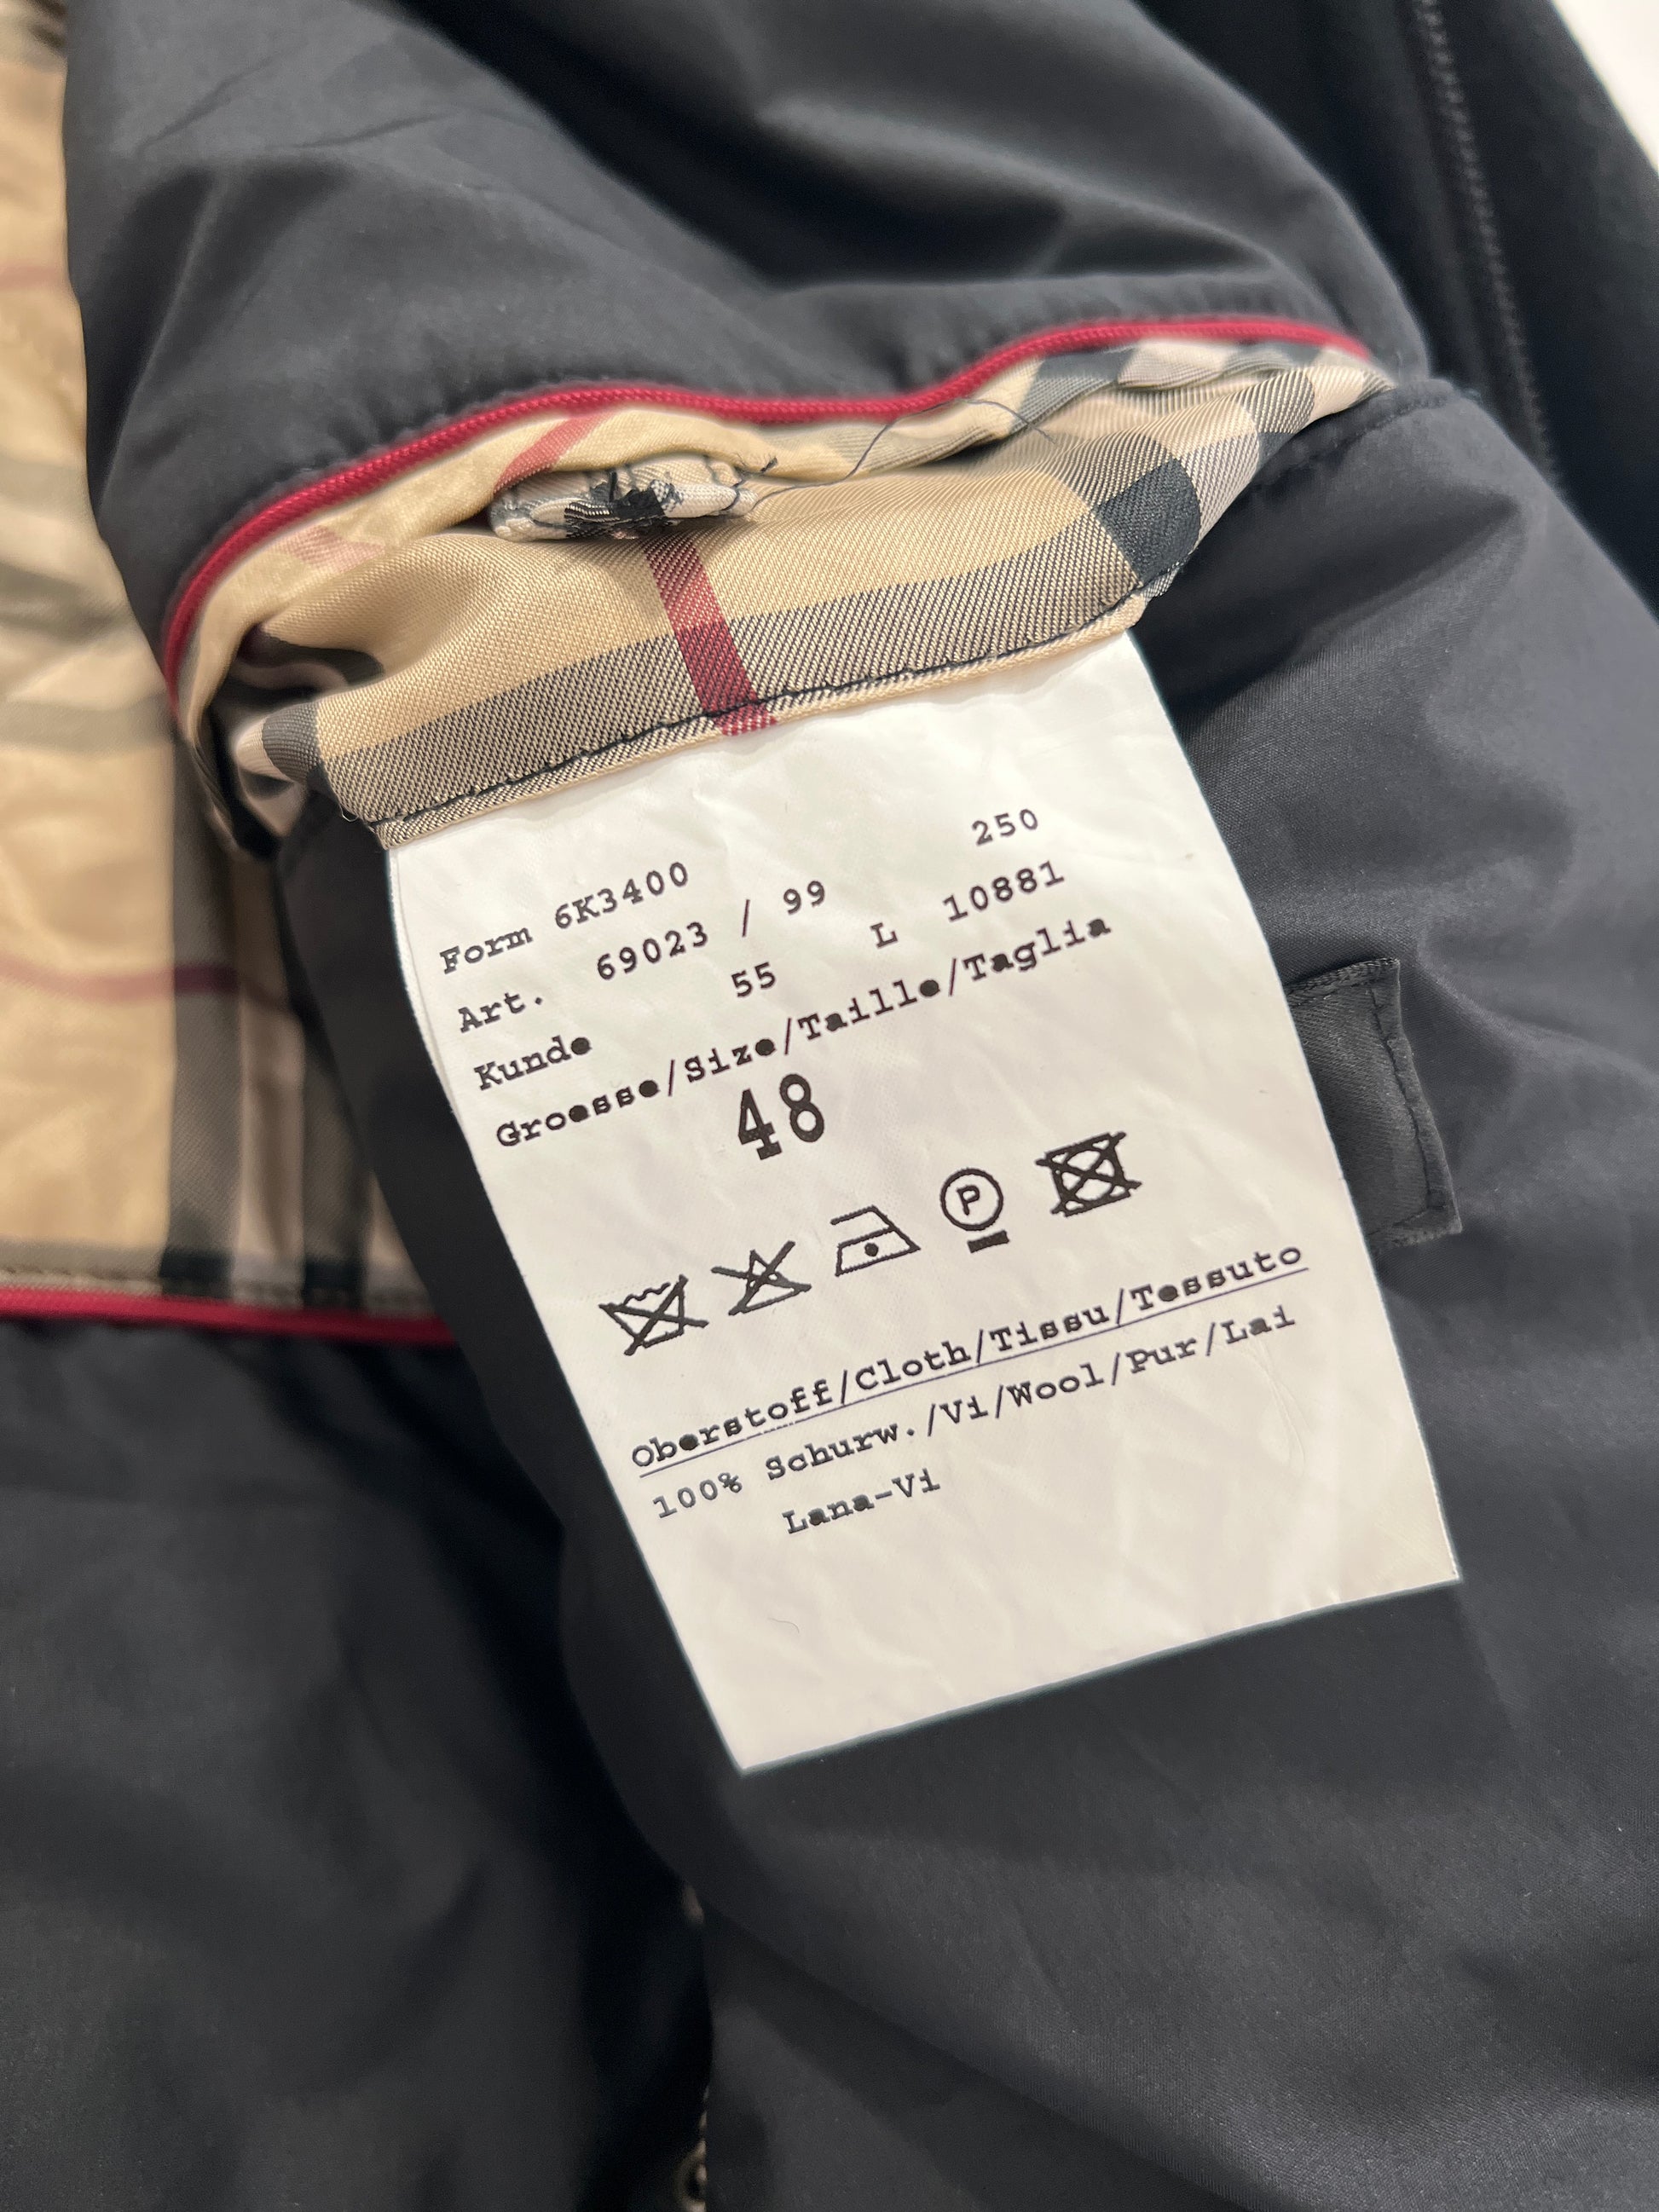 Form 6K3400 250
Art. 69023 / 99 L 10881
Kunde 55
Groesse/Size/Taille/Taglia
48
P
Oberstoff/Cloth/Tissu/Tessuto
100% Schurw./Vi/Wool/Pur/Lai
Lana-Vi